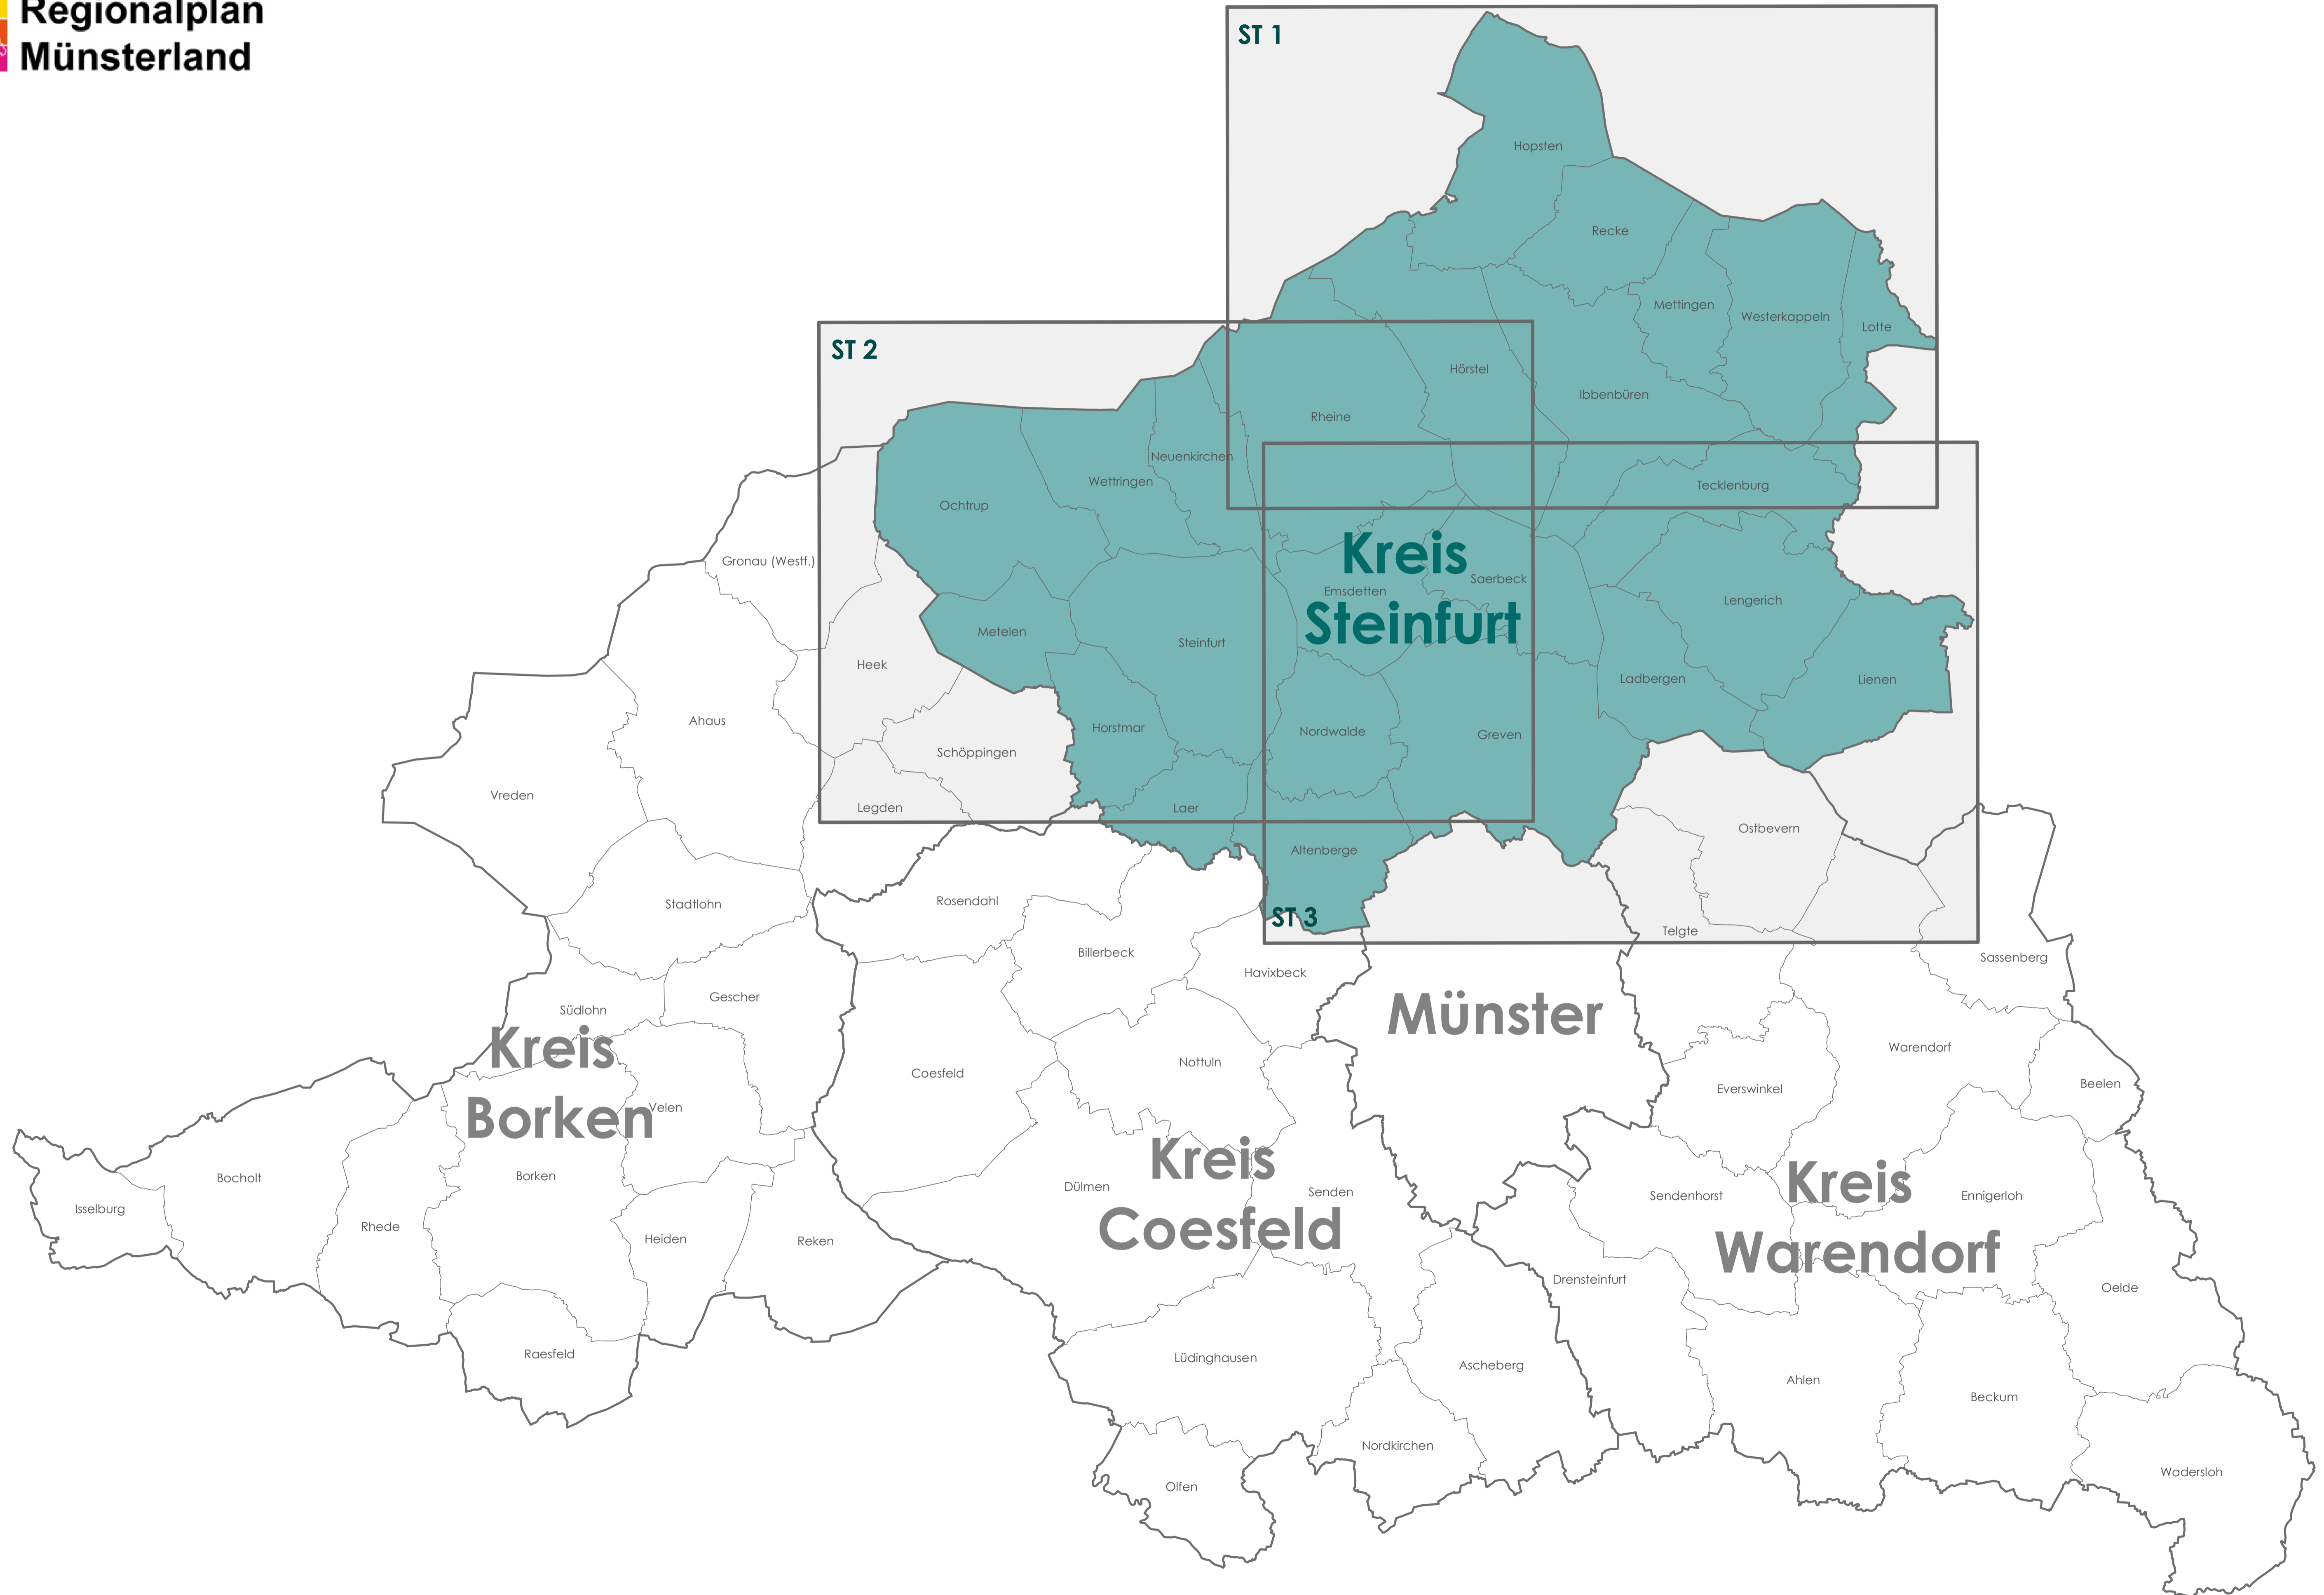 Regionalplan
Münsterland
ST 1
Hopsten
Recke
Mettingen
Westerkappeln
Lotte
ST 2
Hörstel
Ibbenbüren
Rheine
Neuenkirchen
Wettringen
Tecklenburg
Ochtrup
Kreis
Steinfurt
Gronau (Westf.)
Saerbeck
Emsdetten
Lengerich
Metelen
Steinfurt
Heek
Ladbergen
Lienen
Ahaus
Horstmar
Nordwalde
Greven
Schöppingen
Vreden
Legden
Laer
Ostbevern
Altenberge
Stadtlohn
Rosendahl
ST 3
Telgte
Billerbeck
Havixbeck
Sassenberg
Gescher
Südlohn
Münster
Kreis
Borken
Nottuln
Warendorf
Coesfeld
Everswinkel
Beelen
Velen
Kreis
Coesfeld
Kreis
Warendorf
Bocholt
Borken
Dülmen
Senden
Sendenhorst
Ennigerloh
Isselburg
Rhede
Heiden
Reken
Drensteinfurt
Oelde
Raesfeld
Lüdinghausen
Ascheberg
Ahlen
Beckum
Nordkirchen
Olfen
Wadersloh